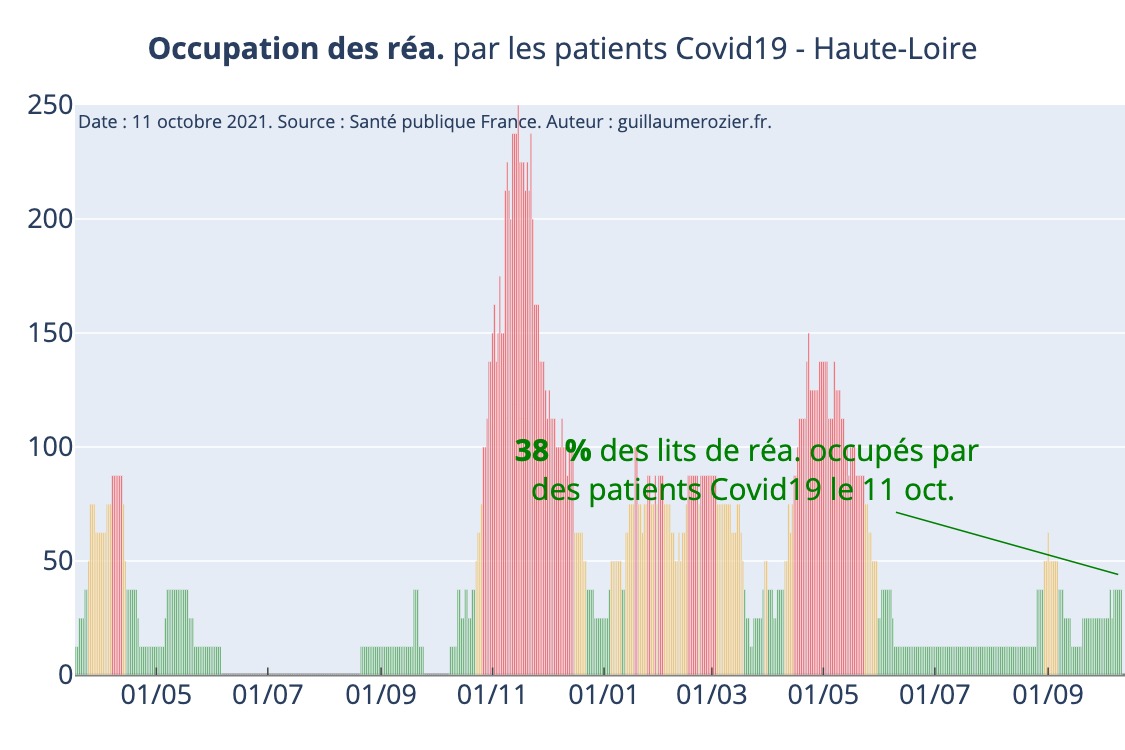 Occupation des réa. par les patients Covid19 - Haute-Loire
250
Date : 11 octobre 2021. Source : Santé publique France. Auteur : guillaumerozier.fr.
200
150
100
38 % des lits de réa. occupés par
des patients Covid19 le 11 oct.
50
0
01/05 01/07 01/09 01/11 01/01 01/03 01/05 01/07 01/09